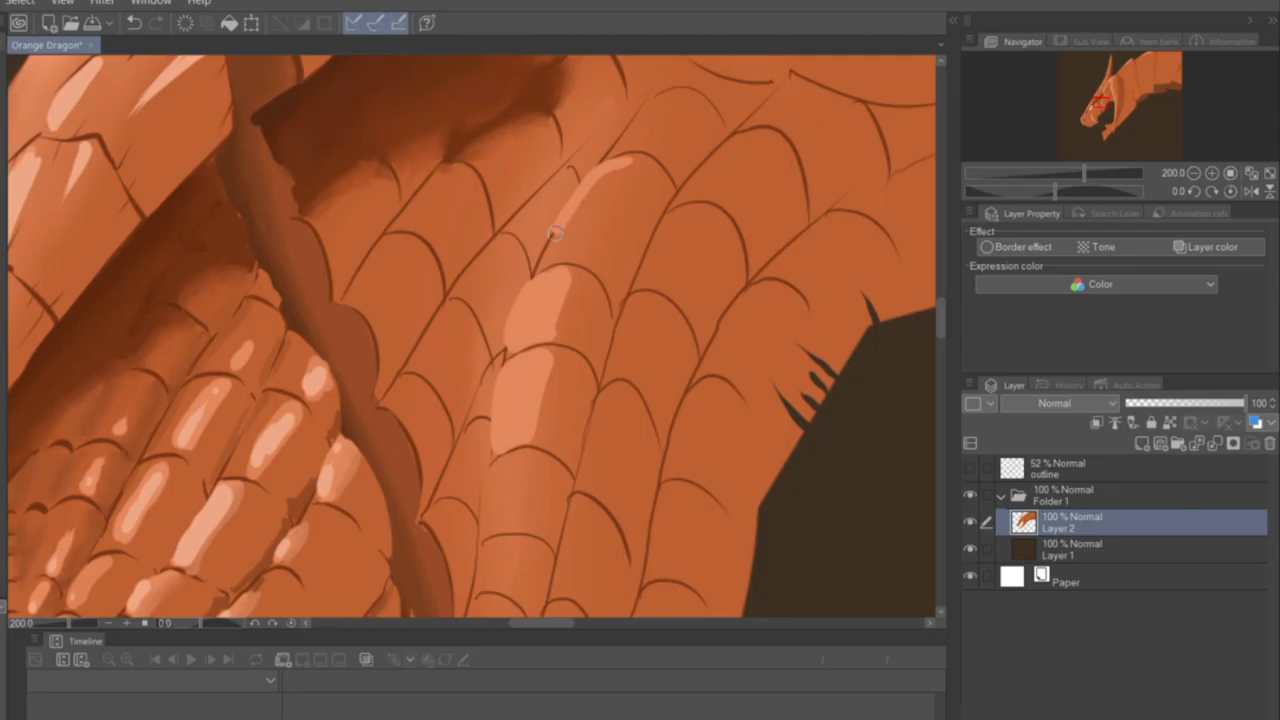 Select View Filter Window Help
Orange Dragon*
Navigator Sub View Item bank Information
200.0
0.0
Layer Property Search Layer Animation cels
Effect
Border effect Tone Layer color
Expression color
Color
Layer History Auto Action
Normal 100
52 % Normal
outline
100 % Normal
Folder 1
100 % Normal
Layer 2
100 % Normal
Layer 1
Paper
200.0 0.0
Timeline